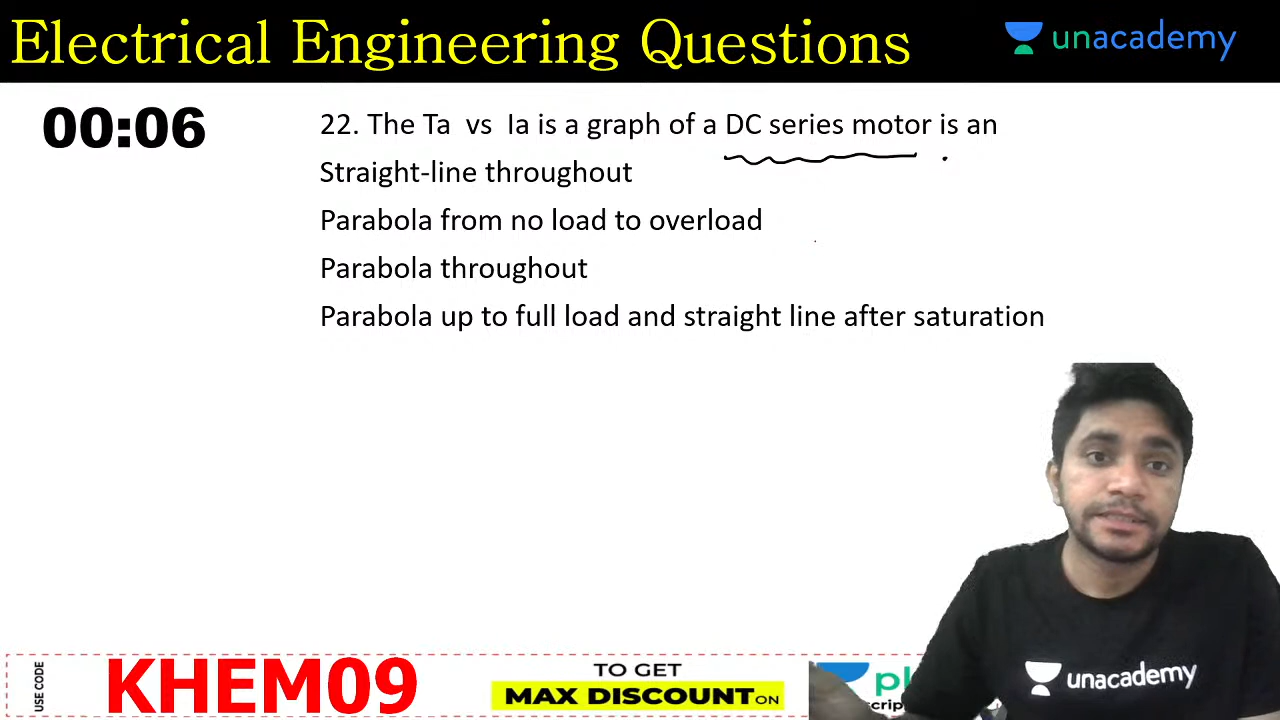 Electrical Engineering Questions
unacademy
00:06
22. The Ta vs Ia is a graph of a DC series motor is an
Straight-line throughout
Parabola from no load to overload
Parabola throughout
Parabola up to full load and straight line after saturation
unacademy
USE CODE
KHEM09
TO GET
MAX DISCOUNT ON
pl
scrip